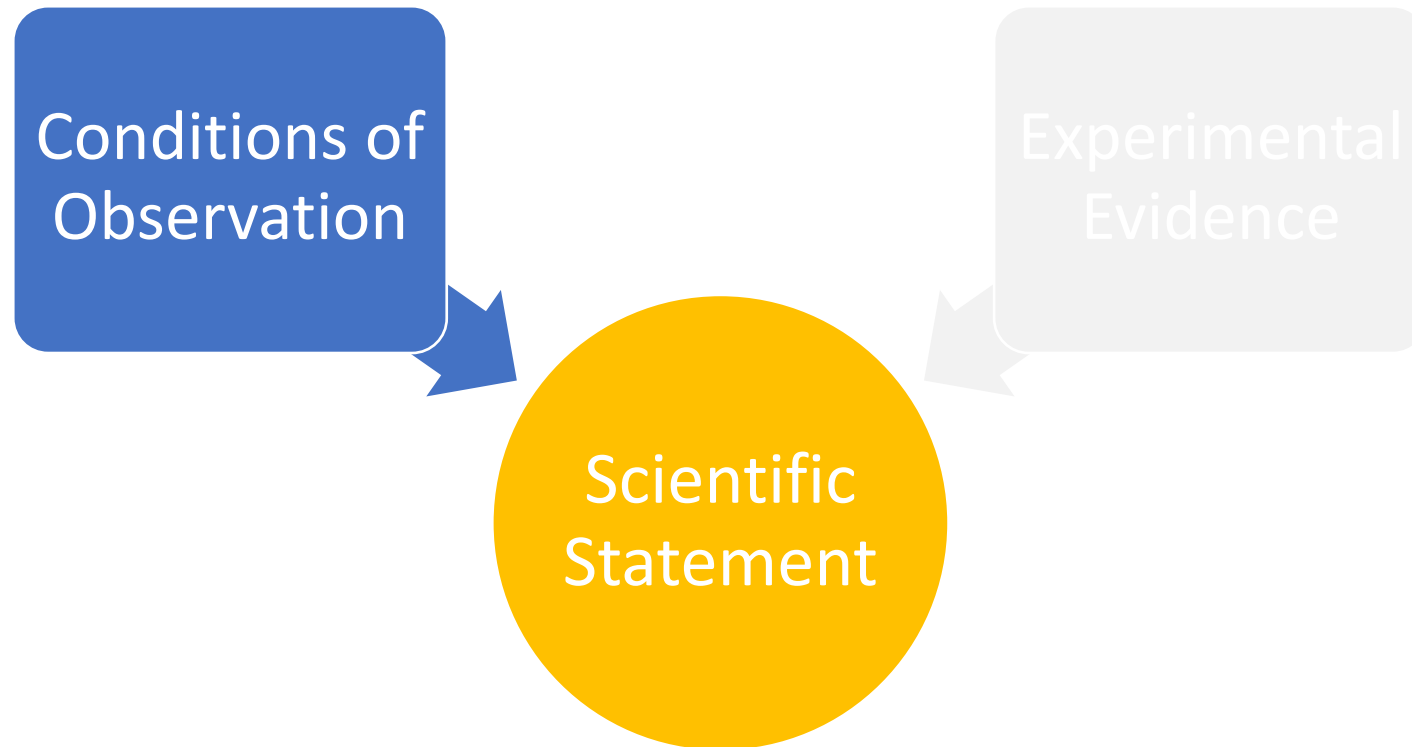 Conditions of
Observation
Experimental
Evidence
Scientific
Statement